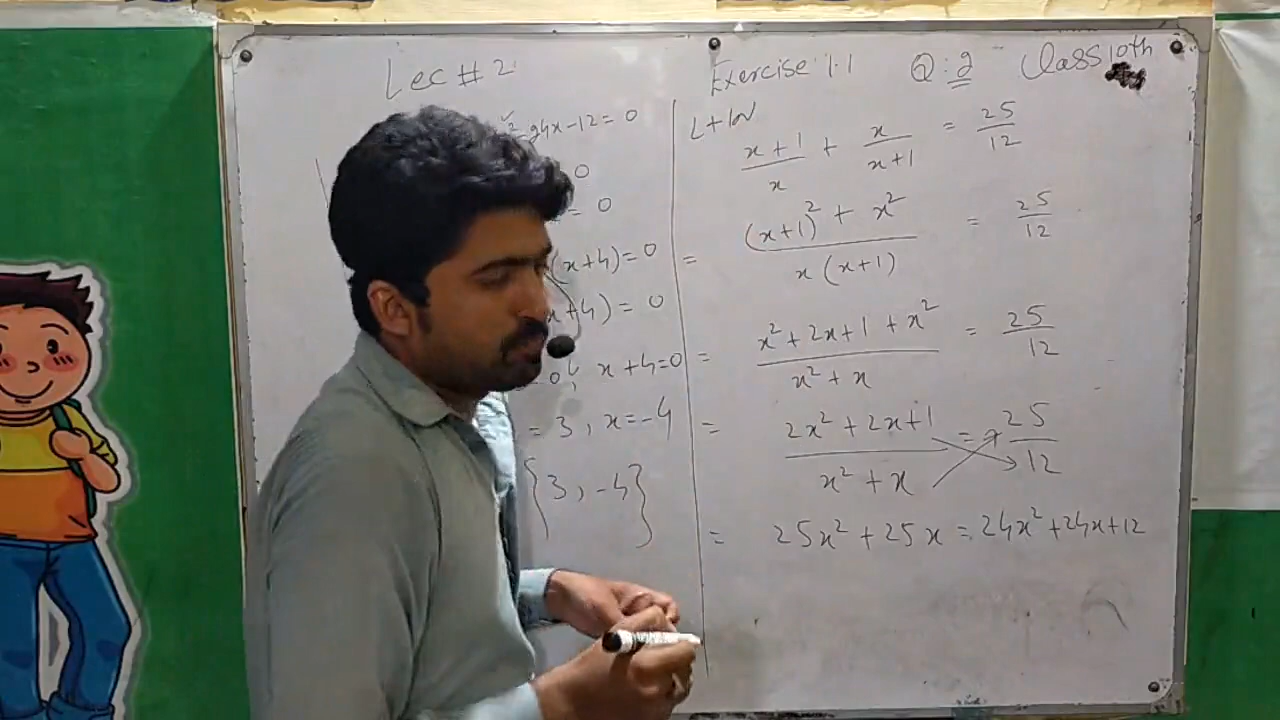 Lec # 2
Exercise 1.1 Q:2 Class 10th
24x-12=0
0
= 0
(x+4)=0
x+4) = 0
x+4=0
= 3, x=-4
{3, -4}
x+1/x + x/x+1 = 25/12
= (x+1)² + x² / x(x+1) = 25/12
= x²+2x+1+x² / x²+x = 25/12
= 2x²+2x+1 / x²+x = 25/12
= 25x²+25x = 24x²+24x+12